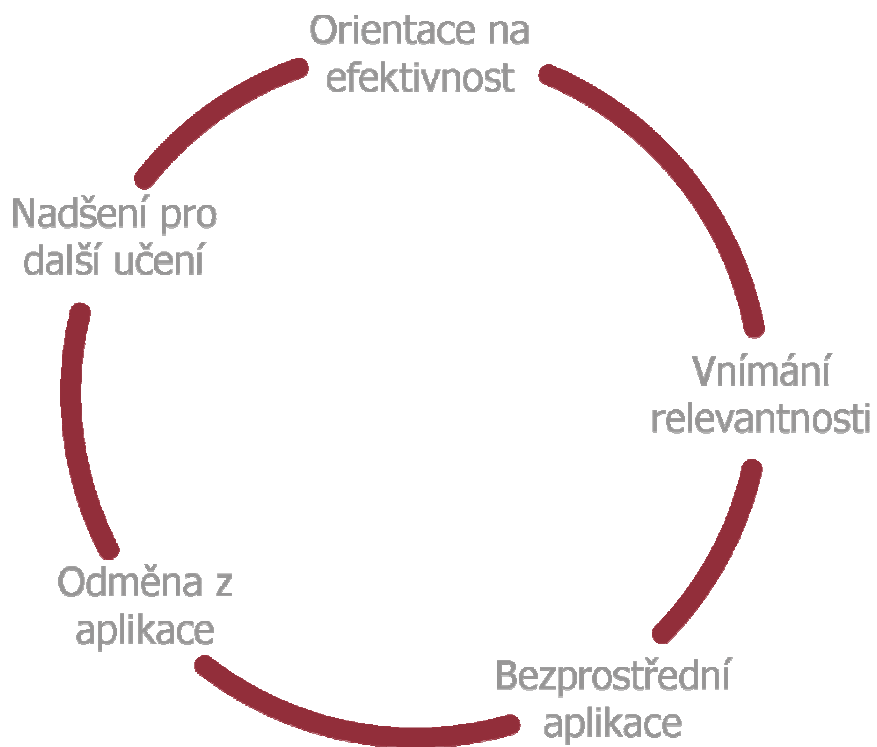 Orientace na
efektivnost
Vnímání
relevantnosti
Bezprostřední
aplikace
Odměna z
aplikace
Nadšení pro
další učení